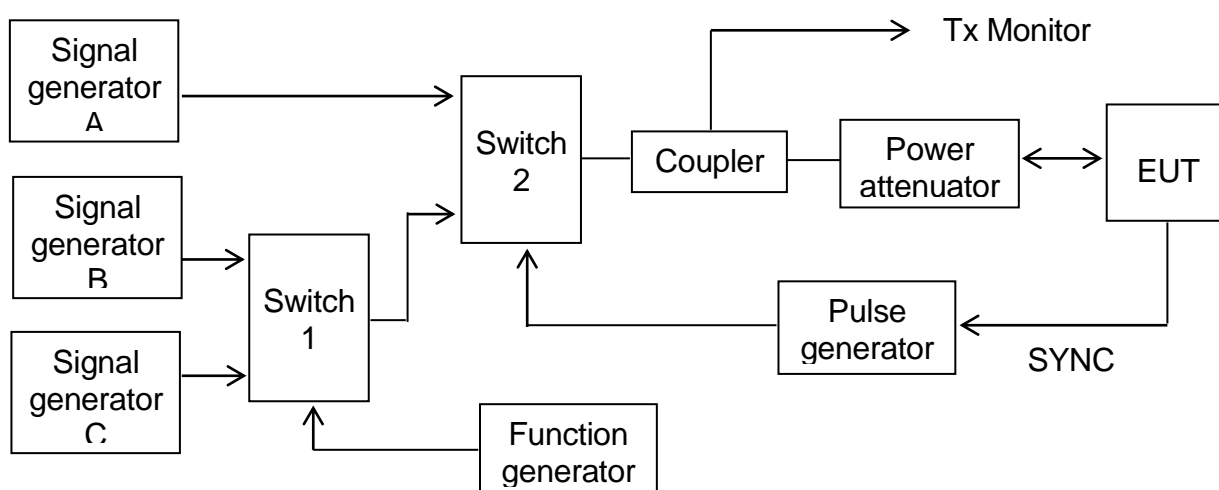 Signal
generator
A
Tx Monitor
Switch
2
Coupler
Power
attenuator
EUT
Signal
generator
B
Switch
1
Pulse
generator
SYNC
Signal
generator
C
Function
generator